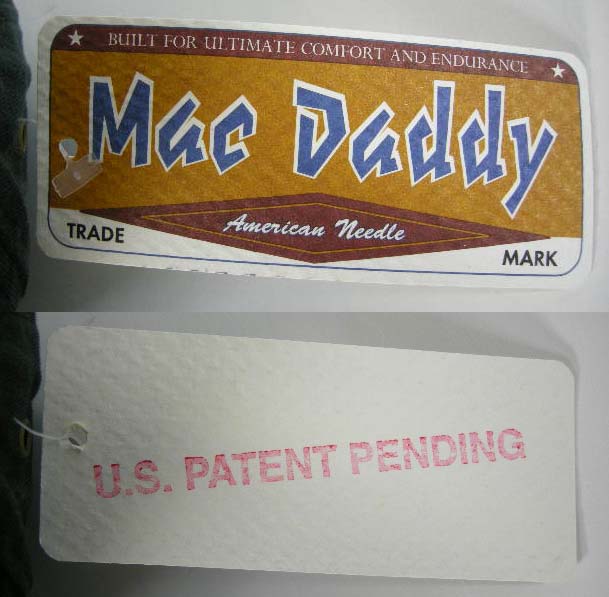 BUILT FOR ULTIMATE COMFORT AND ENDURANCE
Mac Daddy
American Needle
TRADE MARK
U.S. PATENT PENDING